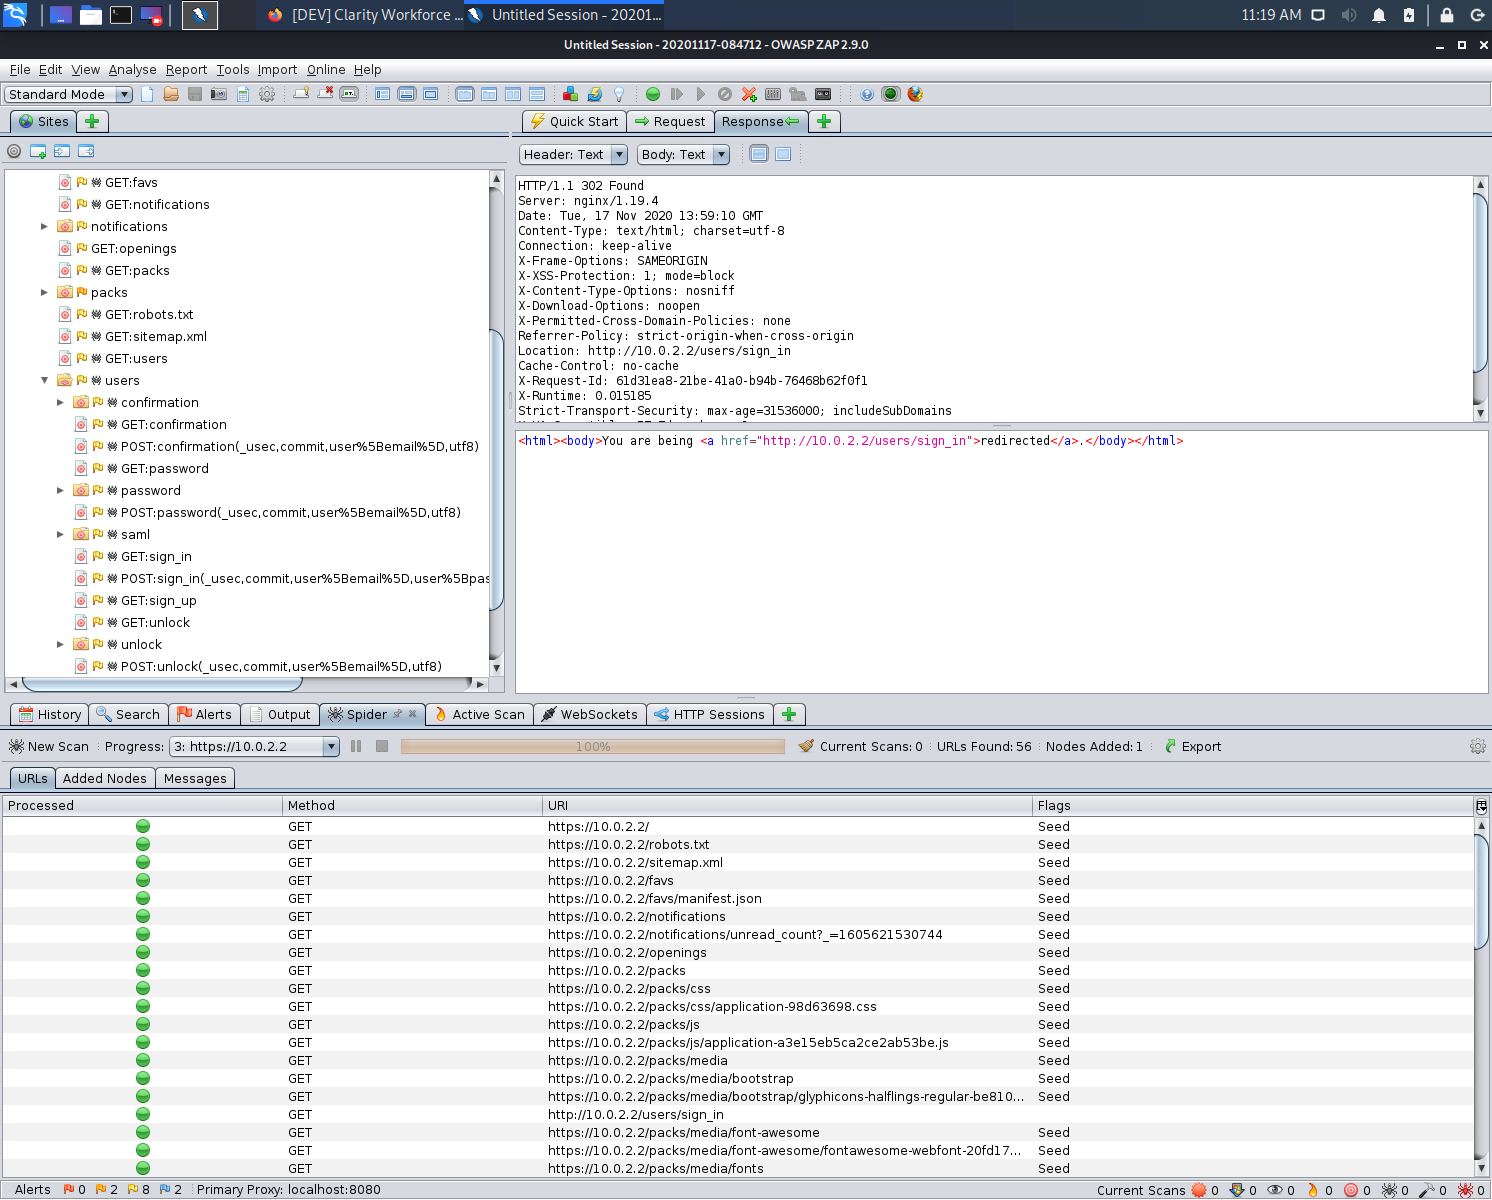 [DEV] Clarity Workforce ...
Untitled Session - 20201...
11:19 AM
Untitled Session - 20201117-084712 - OWASP ZAP 2.9.0
File Edit View Analyse Report Tools Import Online Help
Standard Mode
Sites
Quick Start Request Response
Header: Text Body: Text
GET:favs
GET:notifications
notifications
GET:openings
GET:packs
packs
GET:robots.txt
GET:sitemap.xml
GET:users
users
confirmation
GET:confirmation
POST:confirmation(_usec,commit,user%5Bemail%5D,utf8)
GET:password
password
POST:password(_usec,commit,user%5Bemail%5D,utf8)
saml
GET:sign_in
POST:sign_in(_usec,commit,user%5Bemail%5D,user%5Bpas
GET:sign_up
GET:unlock
unlock
POST:unlock(_usec,commit,user%5Bemail%5D,utf8)
HTTP/1.1 302 Found
Server: nginx/1.19.4
Date: Tue, 17 Nov 2020 13:59:10 GMT
Content-Type: text/html; charset=utf-8
Connection: keep-alive
X-Frame-Options: SAMEORIGIN
X-XSS-Protection: 1; mode=block
X-Content-Type-Options: nosniff
X-Download-Options: noopen
X-Permitted-Cross-Domain-Policies: none
Referrer-Policy: strict-origin-when-cross-origin
Location: http://10.0.2.2/users/sign_in
Cache-Control: no-cache
X-Request-Id: 61d31ea8-21be-41a0-b94b-76468b62f0f1
X-Runtime: 0.015185
Strict-Transport-Security: max-age=31536000; includeSubDomains
<html><body>You are being <a href="http://10.0.2.2/users/sign_in">redirected</a>.</body></html>
History Search Alerts Output Spider Active Scan WebSockets HTTP Sessions
New Scan Progress: 3: https://10.0.2.2 100% Current Scans: 0 URLs Found: 56 Nodes Added: 1 Export
URLs Added Nodes Messages
Processed Method URI Flags
GET https://10.0.2.2/ Seed
GET https://10.0.2.2/robots.txt Seed
GET https://10.0.2.2/sitemap.xml Seed
GET https://10.0.2.2/favs Seed
GET https://10.0.2.2/favs/manifest.json Seed
GET https://10.0.2.2/notifications Seed
GET https://10.0.2.2/notifications/unread_count?_=1605621530744 Seed
GET https://10.0.2.2/openings Seed
GET https://10.0.2.2/packs Seed
GET https://10.0.2.2/packs/css Seed
GET https://10.0.2.2/packs/css/application-98d63698.css Seed
GET https://10.0.2.2/packs/js Seed
GET https://10.0.2.2/packs/js/application-a3e15eb5ca2ce2ab53be.js Seed
GET https://10.0.2.2/packs/media Seed
GET https://10.0.2.2/packs/media/bootstrap Seed
GET https://10.0.2.2/packs/media/bootstrap/glyphicons-halflings-regular-be810... Seed
GET http://10.0.2.2/users/sign_in
GET https://10.0.2.2/packs/media/font-awesome Seed
GET https://10.0.2.2/packs/media/font-awesome/fontawesome-webfont-20fd17... Seed
GET https://10.0.2.2/packs/media/fonts Seed
Alerts 0 2 8 2 Primary Proxy: localhost:8080 Current Scans 0 0 0 0 0 0 0 0